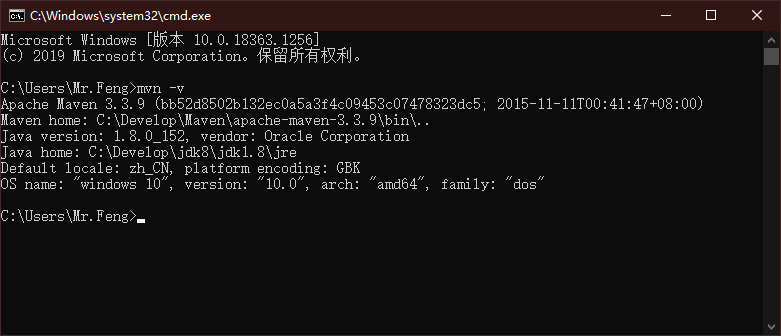 C:\Windows\system32\cmd.exe
Microsoft Windows [版本 10.0.18363.1256]
(c) 2019 Microsoft Corporation。保留所有权利。
C:\Users\Mr.Feng>mvn -v
Apache Maven 3.3.9 (bb52d8502b132ec0a5a3f4c09453c07478323dc5; 2015-11-11T00:41:47+08:00)
Maven home: C:\Develop\Maven\apache-maven-3.3.9\bin\..
Java version: 1.8.0_152, vendor: Oracle Corporation
Java home: C:\Develop\jdk8\jdk1.8\jre
Default locale: zh_CN, platform encoding: GBK
OS name: "windows 10", version: "10.0", arch: "amd64", family: "dos"
C:\Users\Mr.Feng>